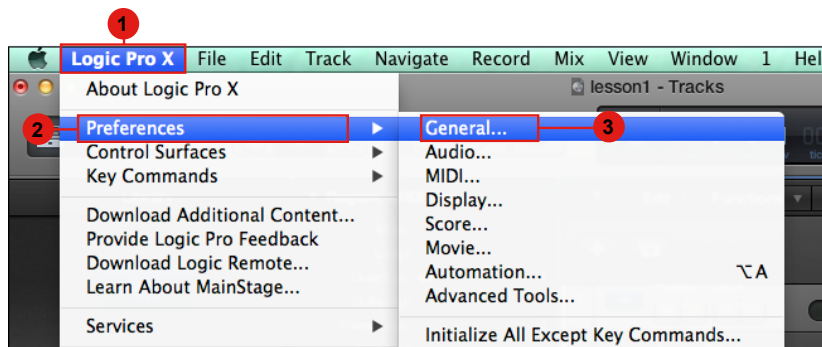 1
Logic Pro X File Edit Track Navigate Record Mix View Window 1 Hel
lesson1 - Tracks
About Logic Pro X
2
Preferences
Control Surfaces
Key Commands
Download Additional Content...
Provide Logic Pro Feedback
Download Logic Remote...
Learn About MainStage...
Services
General...
3
Audio...
MIDI...
Display...
Score...
Movie...
Automation... ⌥A
Advanced Tools...
Initialize All Except Key Commands...